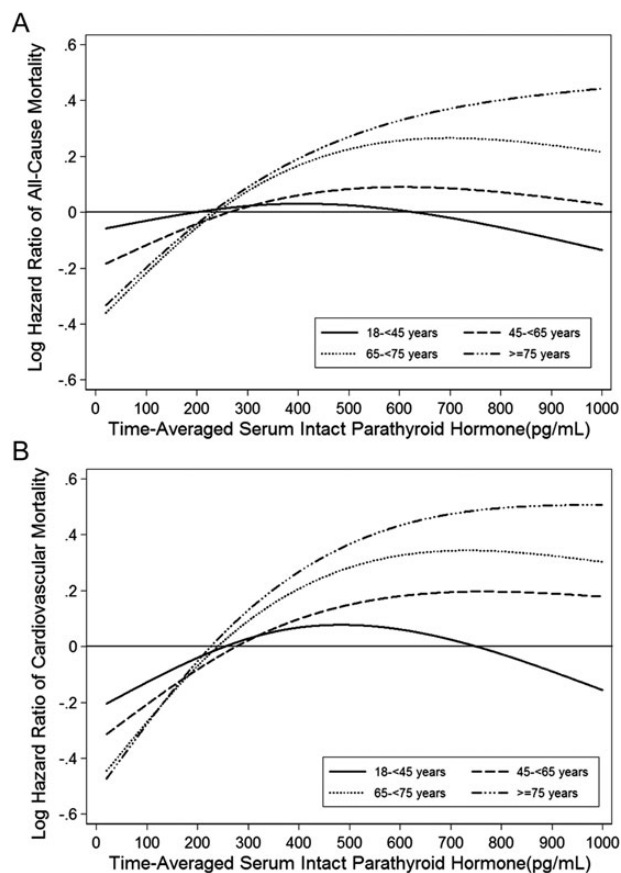 A
Log Hazard Ratio of All-Cause Mortality
.6
.4
.2
0
-.2
-.4
-.6
18-<45 years 45-<65 years
65-<75 years >=75 years
0 100 200 300 400 500 600 700 800 900 1000
Time-Averaged Serum Intact Parathyroid Hormone(pg/mL)
B
Log Hazard Ratio of Cardiovascular Mortality
.6
.4
.2
0
-.2
-.4
-.6
18-<45 years 45-<65 years
65-<75 years >=75 years
0 100 200 300 400 500 600 700 800 900 1000
Time-Averaged Serum Intact Parathyroid Hormone(pg/mL)